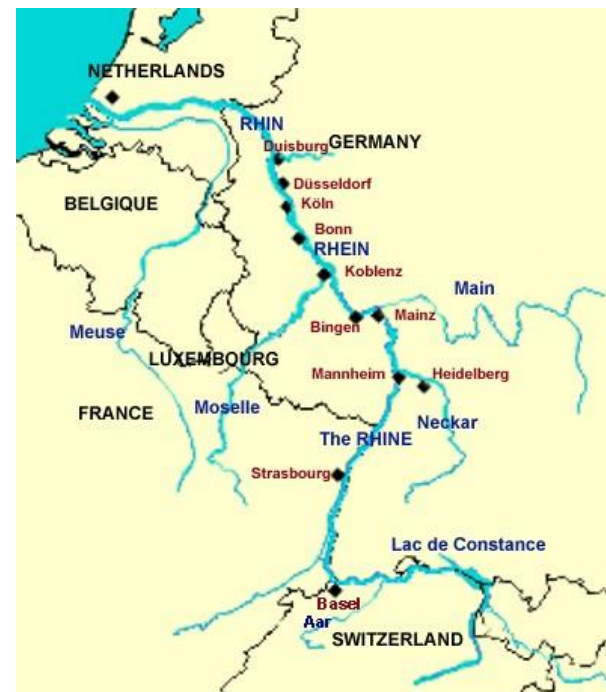 NETHERLANDS
RHIN
GERMANY
Duisburg
Düsseldorf
BELGIQUE
Köln
Bonn
RHEIN
Koblenz
Main
Mainz
Bingen
Meuse
LUXEMBOURG
Mannheim
Heidelberg
Moselle
FRANCE
Neckar
The RHINE
Strasbourg
Lac de Constance
Basel
Aar
SWITZERLAND